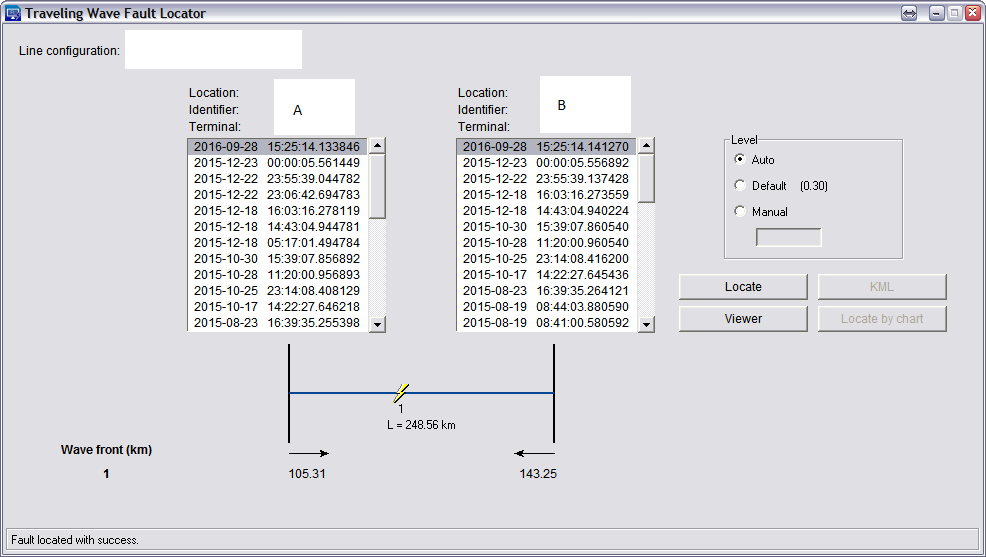 Traveling Wave Fault Locator
Line configuration:
Location:
Identifier:
Terminal:
A
2016-09-28 15:25:14.133846
2015-12-23 00:00:05.561449
2015-12-22 23:55:39.044782
2015-12-22 23:06:42.694783
2015-12-18 16:03:16.278119
2015-12-18 14:43:04.944781
2015-12-18 05:17:01.494784
2015-10-30 15:39:07.856892
2015-10-28 11:20:00.956893
2015-10-25 23:14:08.408129
2015-10-17 14:22:27.646218
2015-08-23 16:39:35.255398
Location:
Identifier:
Terminal:
B
2016-09-28 15:25:14.141270
2015-12-23 00:00:05.556892
2015-12-22 23:55:39.137428
2015-12-18 16:03:16.273559
2015-12-18 14:43:04.940224
2015-10-30 15:39:07.860540
2015-10-28 11:20:00.960540
2015-10-25 23:14:08.416200
2015-10-17 14:22:27.645436
2015-08-23 16:39:35.264121
2015-08-19 08:44:03.880590
2015-08-19 08:41:00.580592
Level
Auto
Default (0.30)
Manual
Locate
KML
Viewer
Locate by chart
1
L = 248.56 km
Wave front (km)
1 105.31 143.25
Fault located with success.